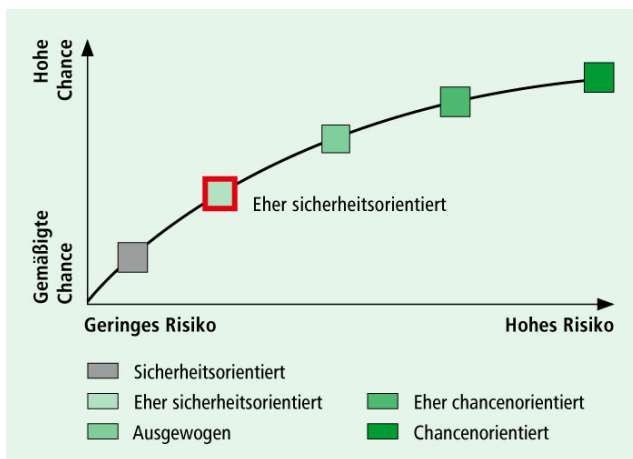 Hohe
Chance
Gemäßigte
Chance
Eher sicherheitsorientiert
Geringes Risiko
Hohes Risiko
Sicherheitsorientiert
Eher sicherheitsorientiert
Ausgewogen
Eher chancenorientiert
Chancenorientiert